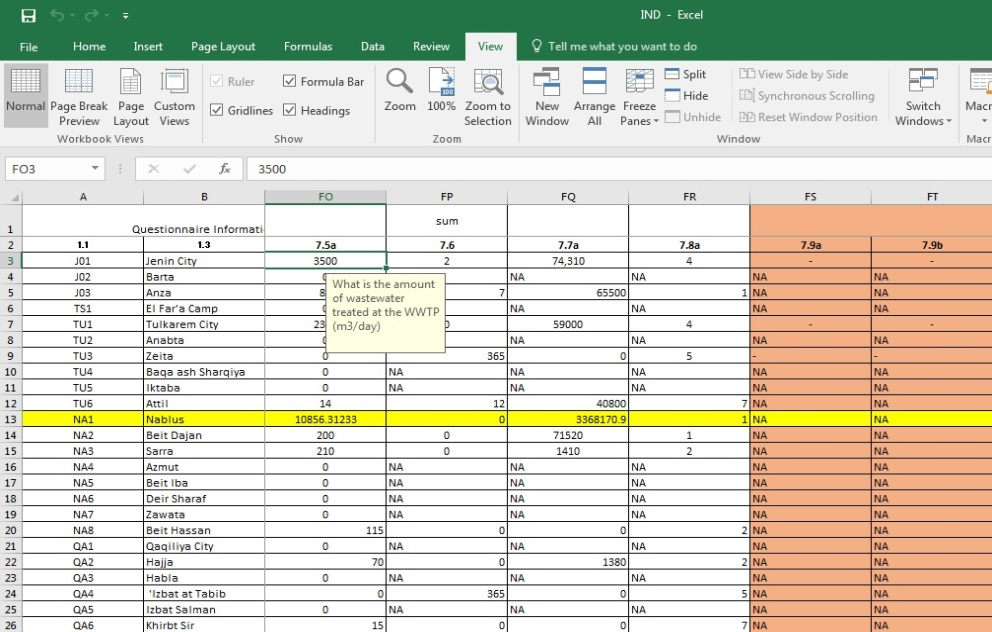 IND - Excel
File Home Insert Page Layout Formulas Data Review View Tell me what you want to do
Normal Page Break Preview Page Layout Custom Views
Ruler Formula Bar
Gridlines Headings
Zoom 100% Zoom to Selection
New Window Arrange All Freeze Panes
Split
Hide
Unhide
View Side by Side
Synchronous Scrolling
Reset Window Position
Switch Windows
Workbook Views Show Zoom Window
FO3 fx 3500
A B FO FP FQ FR FS FT
1 Questionnaire Informati sum
2 1.1 1.3 7.5a 7.6 7.7a 7.8a 7.9a 7.9b
3 J01 Jenin City 3500 2 74,310 4 - -
4 J02 Barta NA NA NA NA
5 J03 Anza 8 7 65500 1 NA NA
6 TS1 El Far'a Camp NA NA NA NA
7 TU1 Tulkarem City 23 59000 4 - -
8 TU2 Anabta NA NA NA NA
9 TU3 Zeita 0 365 0 5 - -
What is the amount
of wastewater
treated at the WWTP
(m3/day)
10 TU4 Baqa ash Sharqiya 0 NA NA NA NA NA
11 TU5 Iktaba 0 NA NA NA NA NA
12 TU6 Attil 14 12 40800 7 NA NA
13 NA1 Nablus 10856.31233 0 3368170.9 1 NA NA
14 NA2 Beit Dajan 200 0 71520 1 NA NA
15 NA3 Sarra 210 0 1410 2 NA NA
16 NA4 Azmut 0 NA NA NA NA NA
17 NA5 Beit Iba 0 NA NA NA NA NA
18 NA6 Deir Sharaf 0 NA NA NA NA NA
19 NA7 Zawata 0 NA NA NA NA NA
20 NA8 Beit Hassan 115 0 0 2 NA NA
21 QA1 Qaqiliya City 0 NA NA NA NA NA
22 QA2 Hajja 70 0 1380 2 NA NA
23 QA3 Habla 0 NA NA NA NA NA
24 QA4 'Izbat at Tabib 0 365 0 5 NA NA
25 QA5 Izbat Salman 0 NA NA NA NA NA
26 QA6 Khirbt Sir 15 0 0 7 NA NA